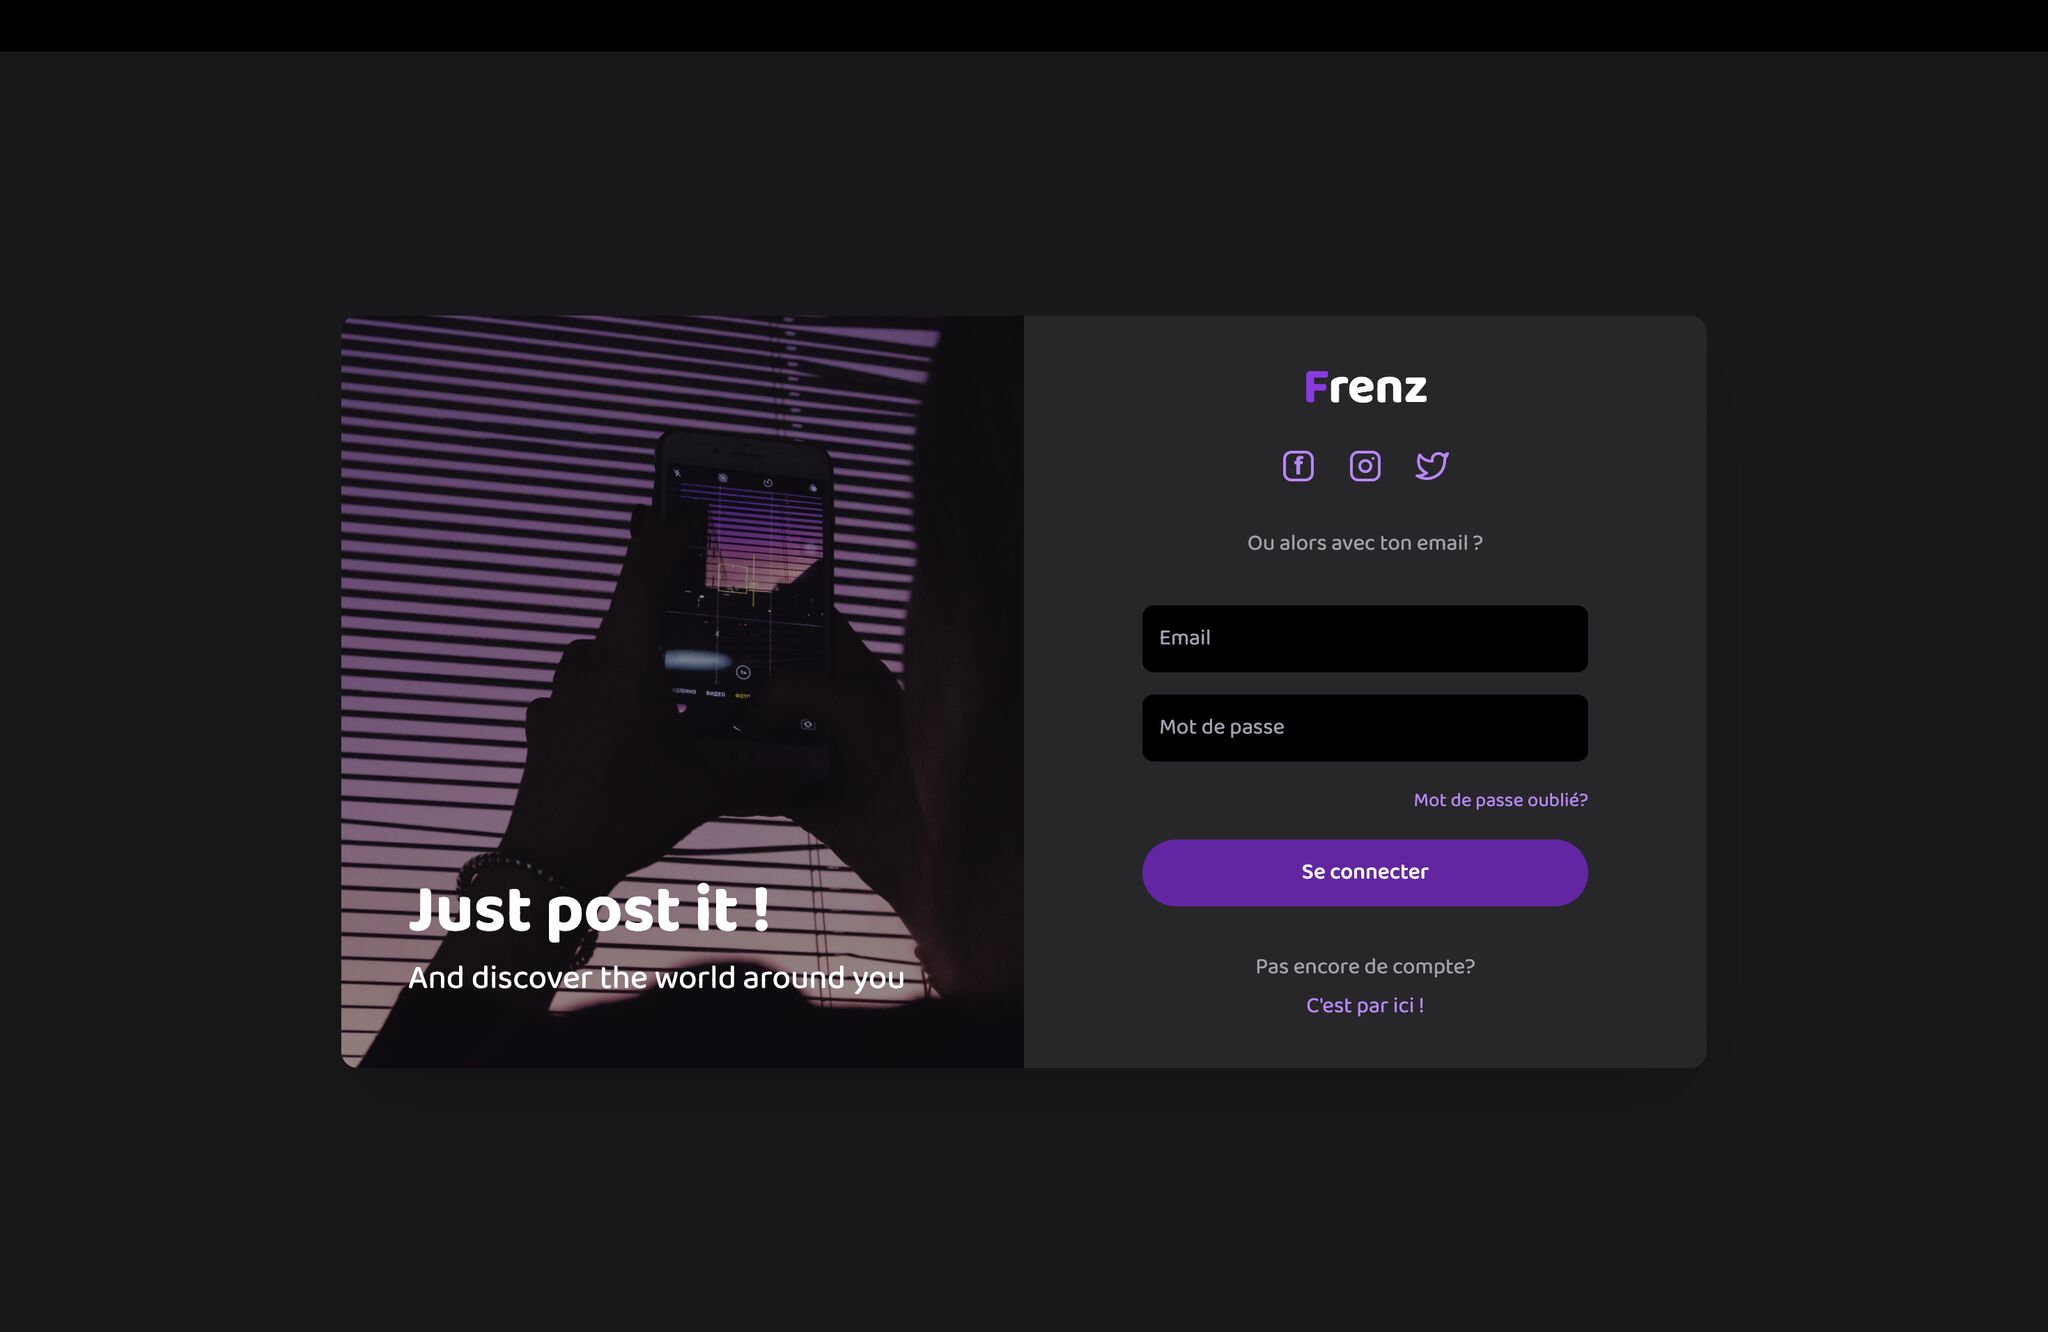 ВИДЕО
Just post it !
And discover the world around you
Frenz
Ou alors avec ton email ?
Email
Mot de passe
Mot de passe oublié?
Se connecter
Pas encore de compte?
C'est par ici !